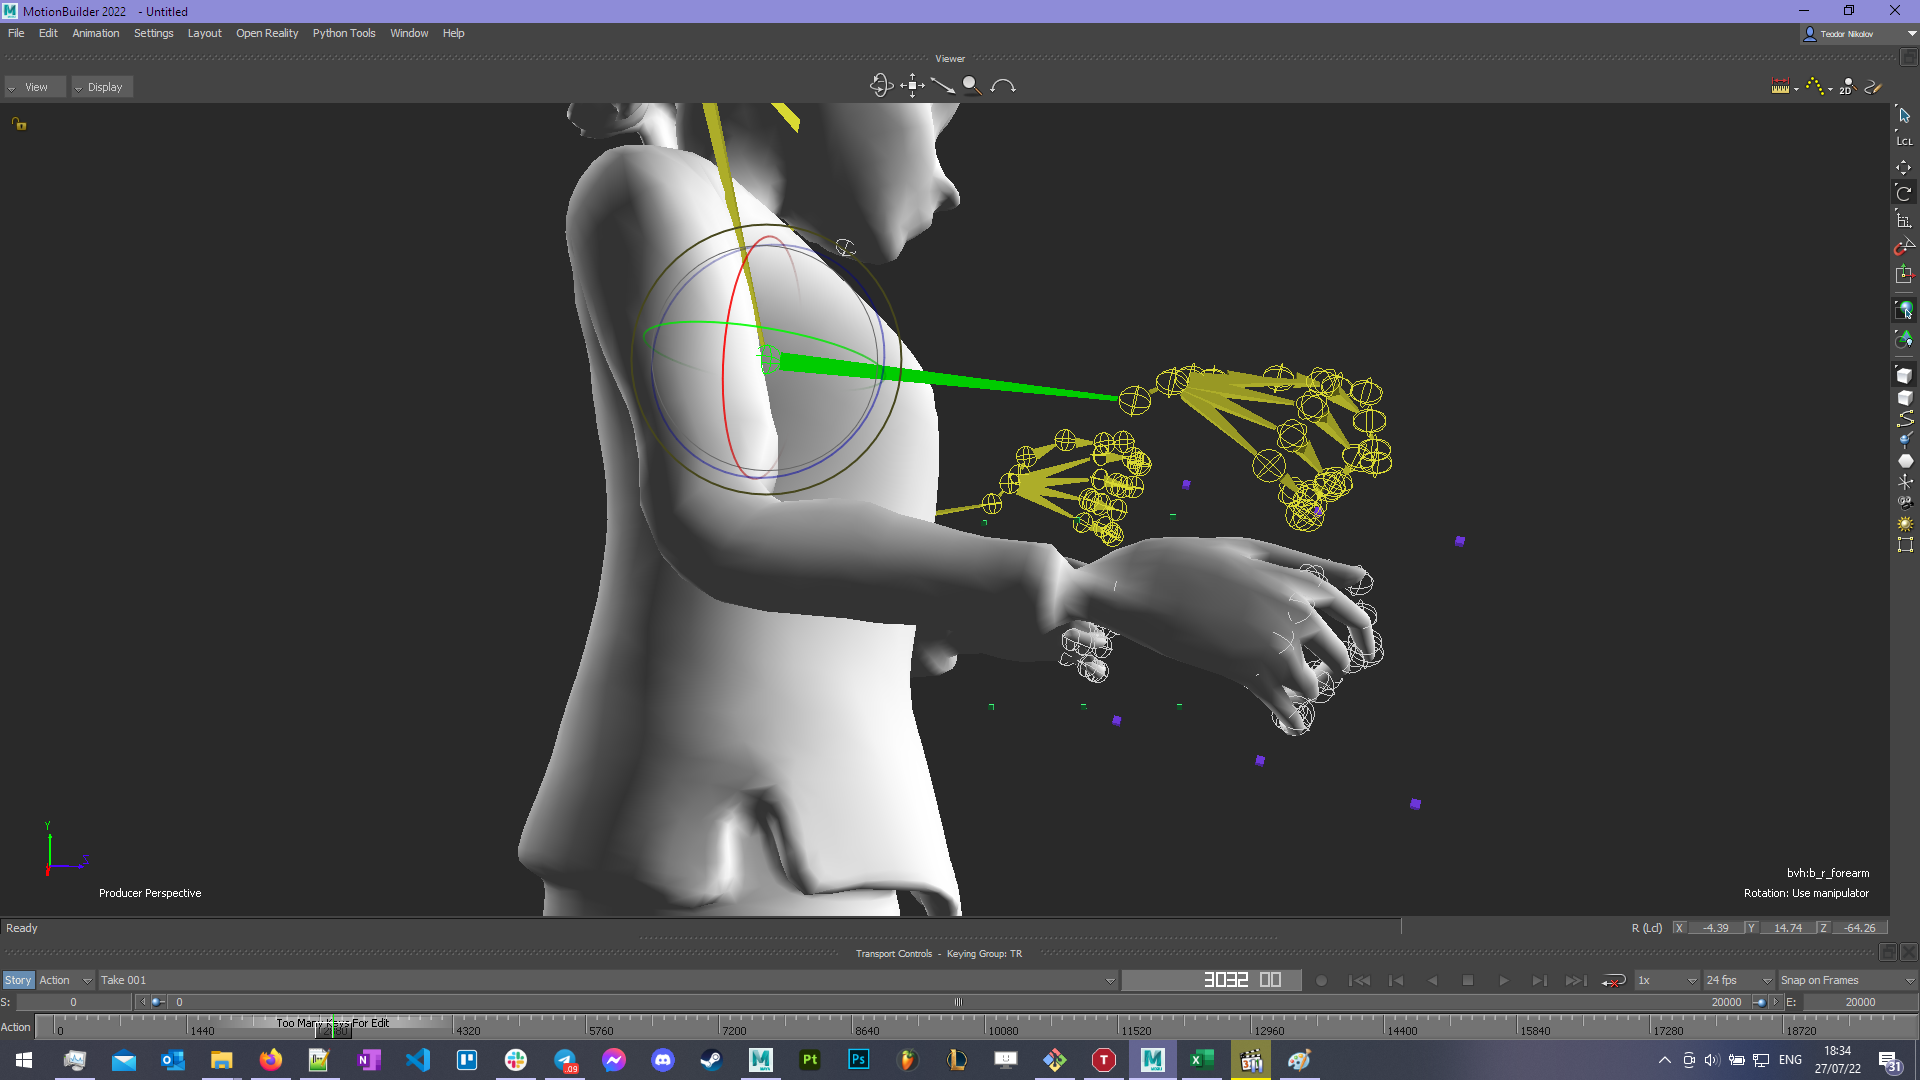 MotionBuilder 2022 - Untitled
File Edit Animation Settings Layout Open Reality Python Tools Window Help
Teodor Nikolov
Viewer
View Display
2D
LCL
Y
Producer Perspective
bvh:b_r_forearm
Rotation: Use manipulator
Ready
R (Lcl) X -4.39 Y 14.74 Z -64.26
Transport Controls - Keying Group: TR
Story Action Take 001 3032 00 1x 24 fps Snap on Frames
S: 0 0 20000 E: 20000
Action 0 1440 Too Many Keys For Edit 4320 5760 7200 8640 10080 11520 12960 14400 15840 17280 18720
ENG 18:34
27/07/22 31